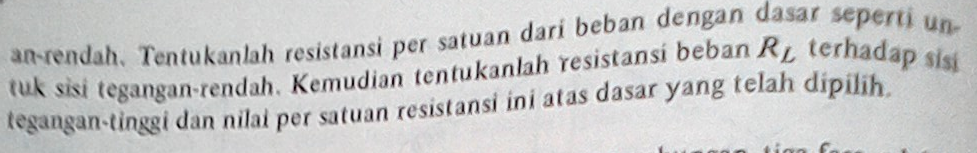 an-rendah. Tentukanlah resistansi per satuan dari beban dengan dasar seperti un-
tuk sisi tegangan-rendah. Kemudian tentukanlah resistansi beban R_L terhadap sisi
tegangan-tinggi dan nilai per satuan resistansi ini atas dasar yang telah dipilih.